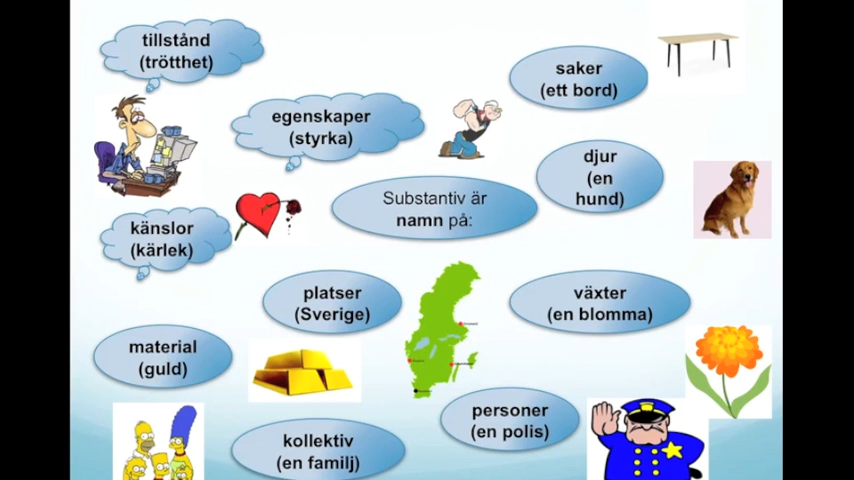 tillstånd
(trötthet)
saker
(ett bord)
egenskaper
(styrka)
djur
(en
hund)
Substantiv är
namn på:
känslor
(kärlek)
platser
(Sverige)
växter
(en blomma)
material
(guld)
personer
(en polis)
kollektiv
(en familj)